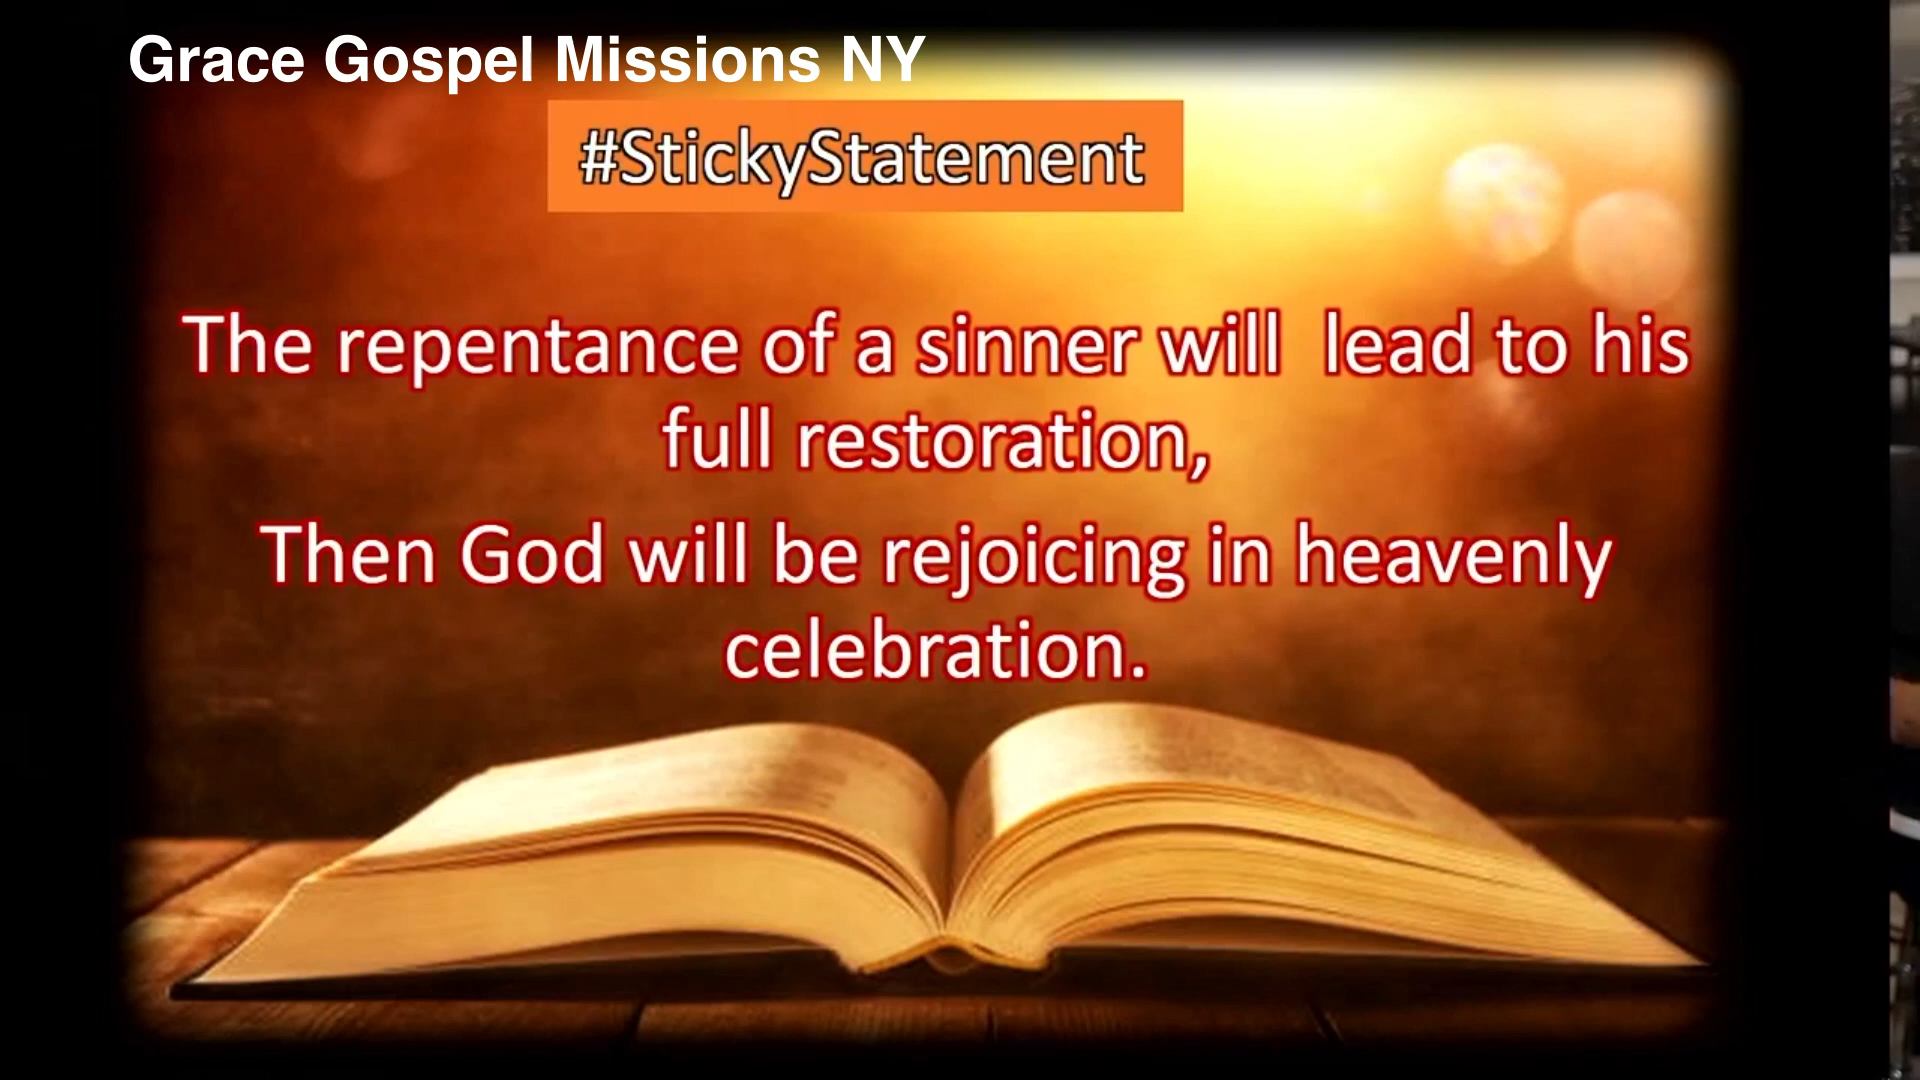 Grace Gospel Missions NY
#StickyStatement
The repentance of a sinner will  lead to his
full restoration,
Then God will be rejoicing in heavenly
celebration.